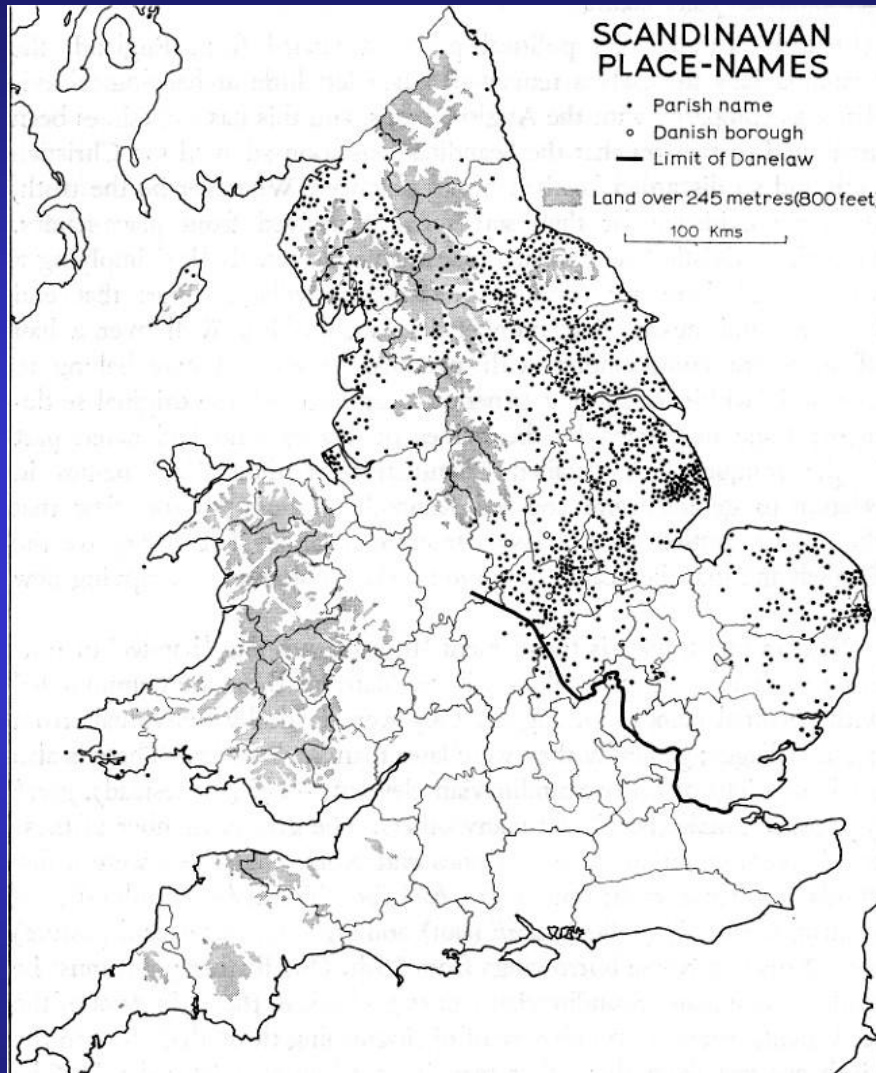 SCANDINAVIAN
PLACE-NAMES
Parish name
Danish borough
Limit of Danelaw
Land over 245 metres(800 feet)
100 Kms